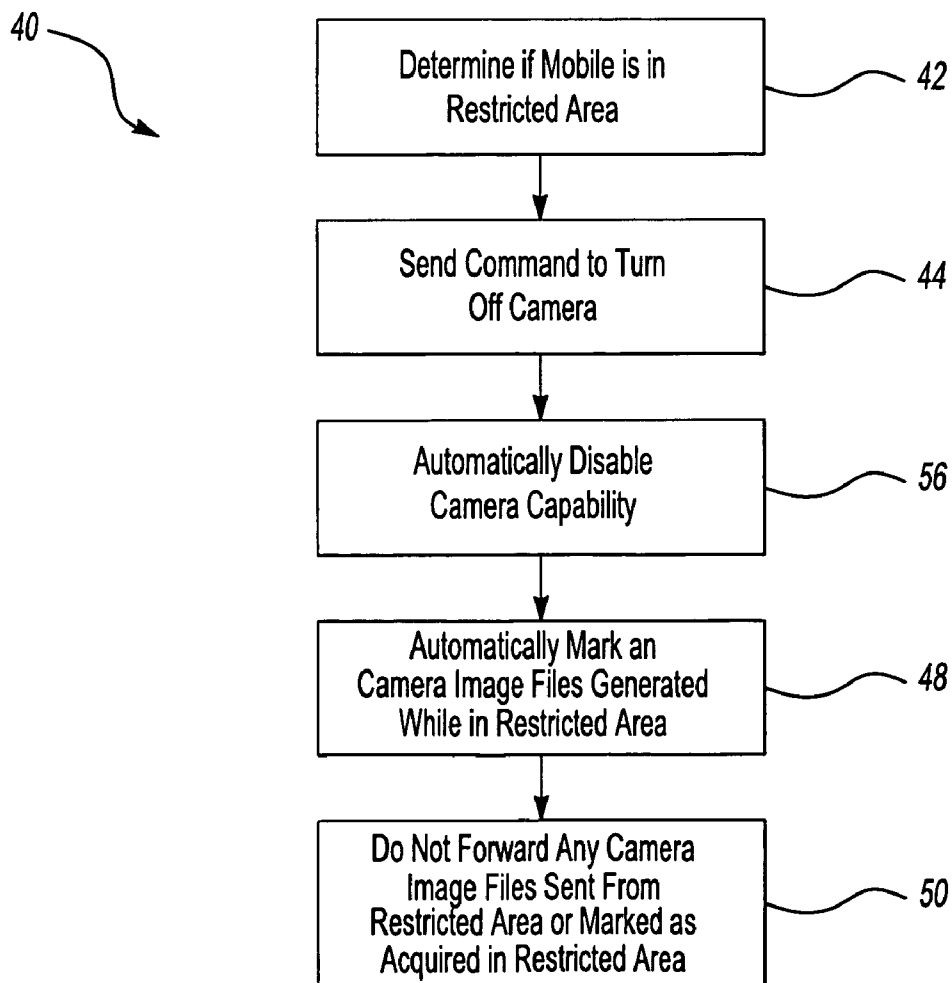 40
Determine if Mobile is in
Restricted Area
42
Send Command to Turn
Off Camera
44
Automatically Disable
Camera Capability
56
Automatically Mark an
Camera Image Files Generated
While in Restricted Area
48
Do Not Forward Any Camera
Image Files Sent From
Restricted Area or Marked as
Acquired in Restricted Area
50